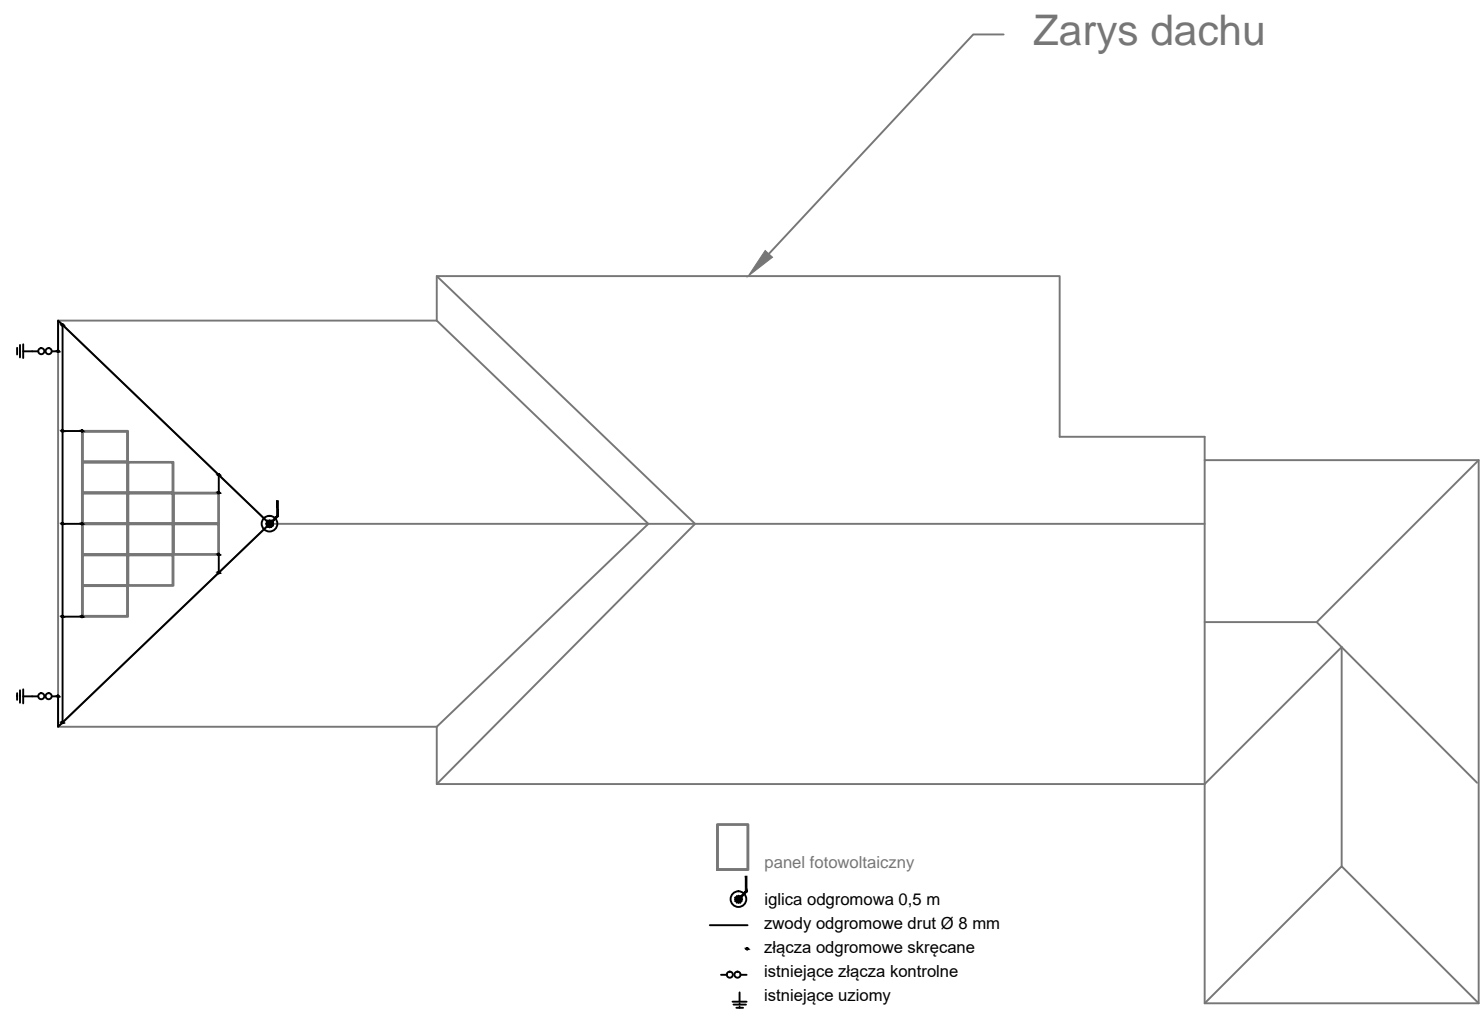 Zarys dachu
panel fotowoltaiczny
iglica odgromowa 0,5 m
zwody odgromowe drut Ø 8 mm
złącza odgromowe skręcane
istniejące złącza kontrolne
istniejące uziomy